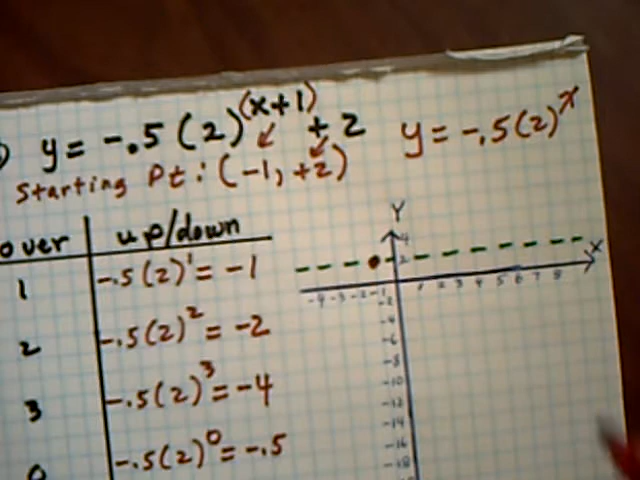 y = -.5(2)^(x+1) + 2
y = -.5(2)^x
Starting Pt: (-1, +2)
over | up/down
1 | -.5(2)^1 = -1
2 | -.5(2)^2 = -2
3 | -.5(2)^3 = -4
0 | -.5(2)^0 = -.5
Y
X
4
2
-4 -3 -2 -1 1 2 3 4 5 6 7 8
-2
-4
-6
-8
-10
-12
-14
-16
-18